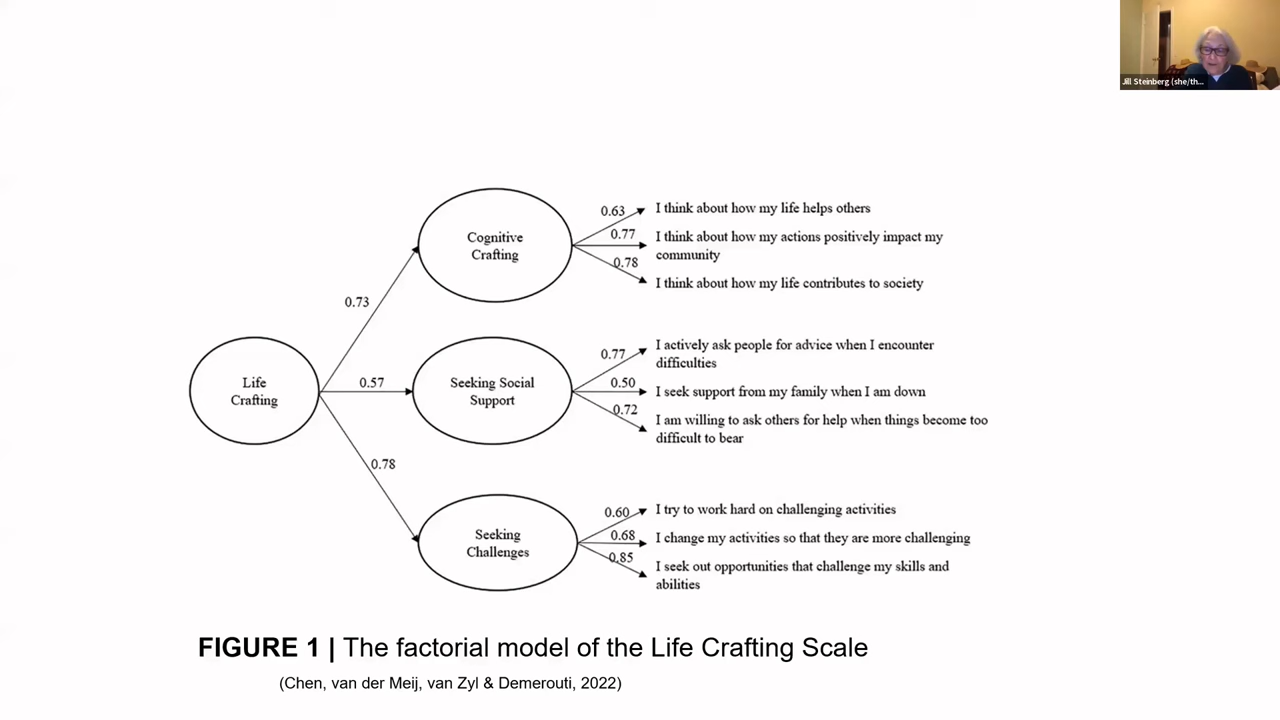 Jill Steinberg (she/th...
Cognitive
Crafting
0.63
I think about how my life helps others
0.77
I think about how my actions positively impact my
community
0.78
I think about how my life contributes to society
0.73
Life
Crafting
0.57
Seeking Social
Support
0.77
I actively ask people for advice when I encounter
difficulties
0.50
I seek support from my family when I am down
0.72
I am willing to ask others for help when things become too
difficult to bear
0.78
Seeking
Challenges
0.60
I try to work hard on challenging activities
0.68
I change my activities so that they are more challenging
0.85
I seek out opportunities that challenge my skills and
abilities
FIGURE 1 | The factorial model of the Life Crafting Scale
(Chen, van der Meij, van Zyl & Demerouti, 2022)